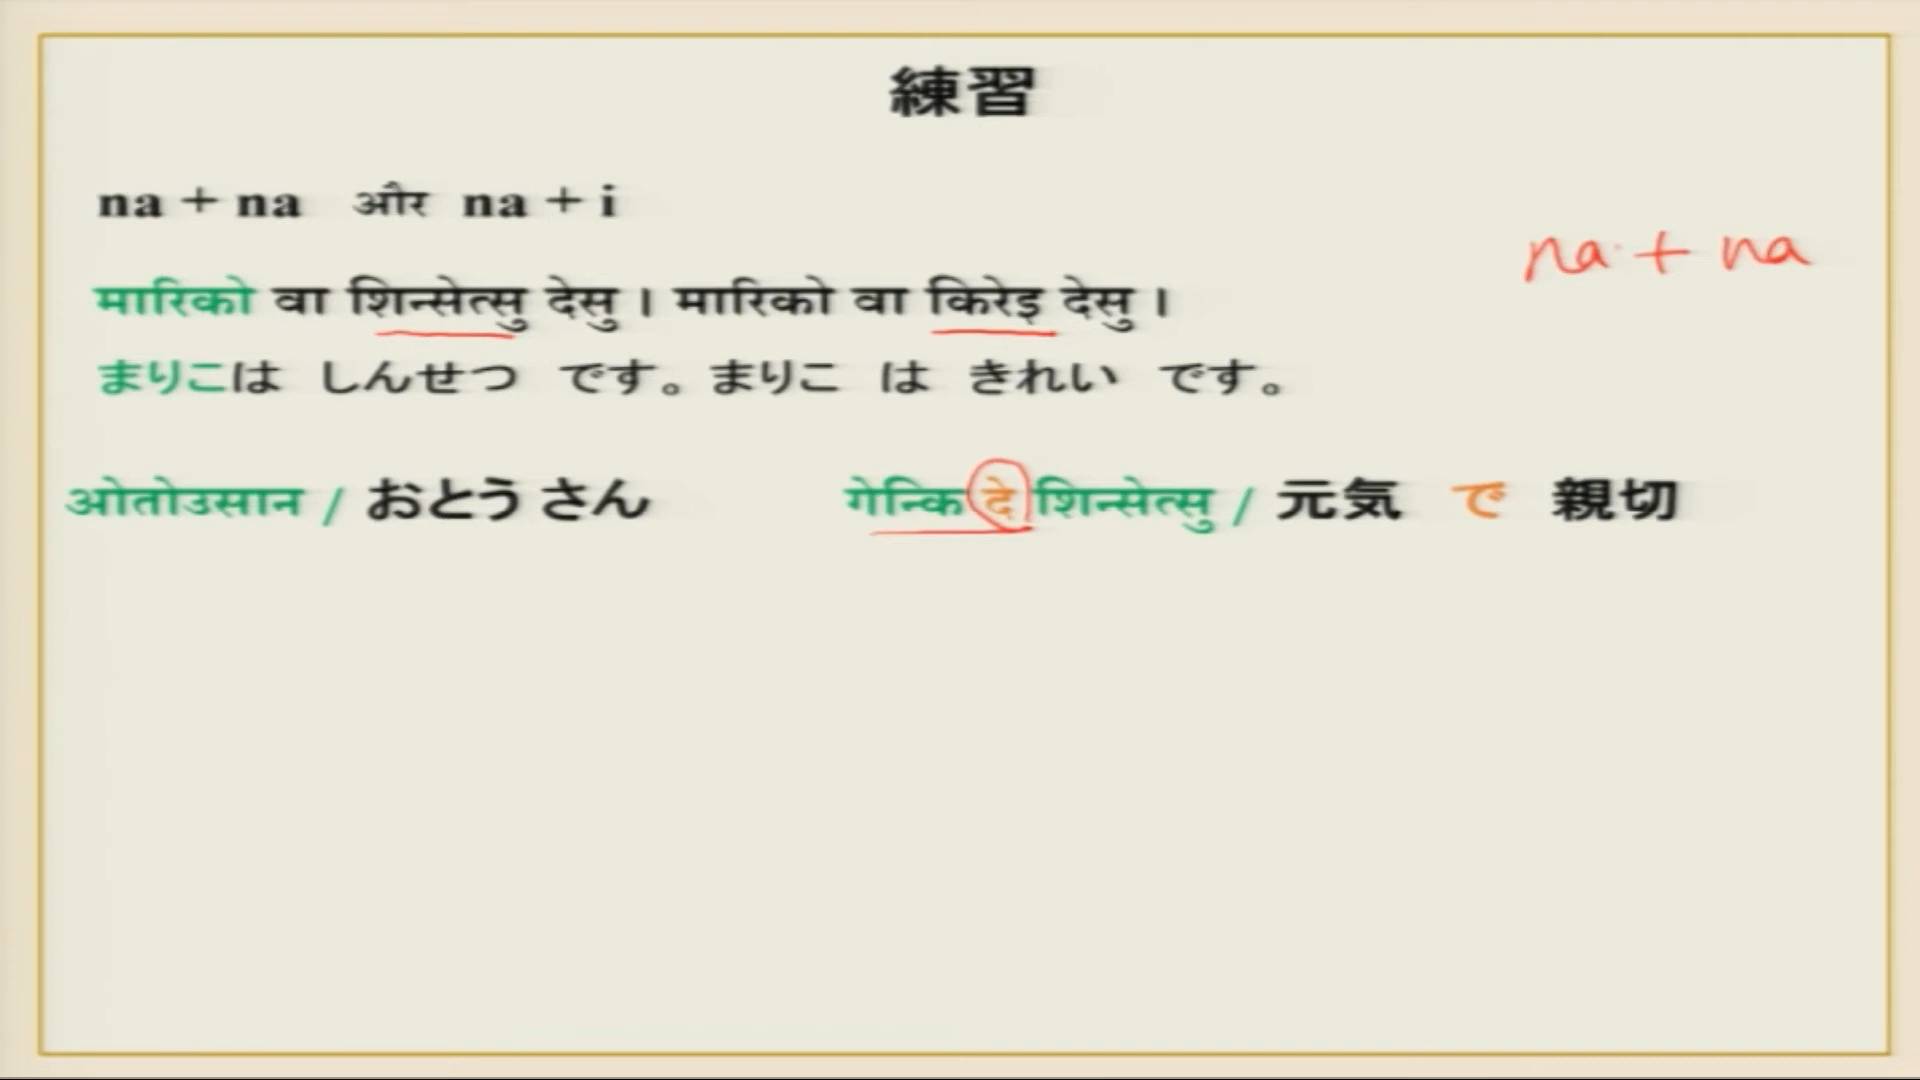 練習
na + na और na + i
na + na
मारिको वा शिन्सेत्सु देसु । मारिको वा किरेइ देसु ।
まりこは しんせつ です。まりこ は きれい です。
ओतोउसान / おとうさん गेन्कि दे शिन्सेत्सु / 元気 で 親切